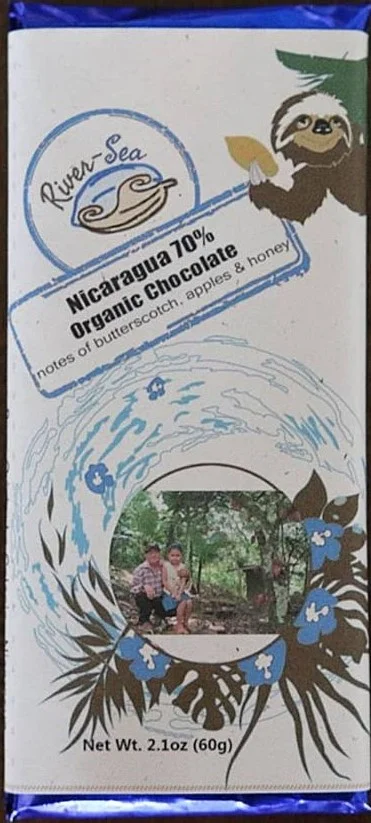 River-Sea
Nicaragua 70%
Organic Chocolate
notes of butterscotch, apples & honey
Net Wt. 2.1oz (60g)